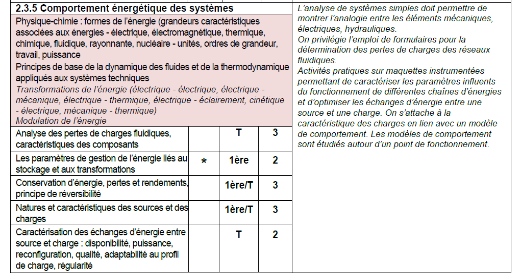 2.3.5 Comportement énergétique des systèmes
Physique-chimie : formes de l'énergie (grandeurs caractéristiques
associées aux énergies - électrique, électromagnétique, thermique,
chimique, fluidique, rayonnante, nucléaire - unités, ordres de grandeur,
travail, puissance
Principes de base de la dynamique des fluides et de la thermodynamique
appliqués aux systèmes techniques
Transformations de l'énergie (électrique - électrique, électrique -
mécanique, électrique - thermique, électrique - éclairement, cinétique
- électrique, mécanique - thermique)
Modulation de l'énergie
Analyse des pertes de charges fluidiques,
caractéristiques des composants
T 3
Les paramètres de gestion de l'énergie liés au
stockage et aux transformations
* 1ère 2
Conservation d'énergie, pertes et rendements,
principe de réversibilité
1ère/T 3
Natures et caractéristiques des sources et des
charges
1ère/T 3
Caractérisation des échanges d'énergie entre
source et charge : disponibilité, puissance,
reconfiguration, qualité, adaptabilité au profil
de charge, régularité
T 2
L'analyse de systèmes simples doit permettre de
montrer l'analogie entre les éléments mécaniques,
électriques, hydrauliques.
On privilégie l'emploi de formulaires pour la
détermination des pertes de charges des réseaux
fluidiques
Activités pratiques sur maquettes instrumentées
permettant de caractériser les paramètres influents
du fonctionnement de différentes chaînes d'énergies
et d'optimiser les échanges d'énergie entre une
source et une charge. On s'attache à la
caractéristique des charges en lien avec un modèle
de comportement. Les modèles de comportement
sont étudiés autour d'un point de fonctionnement.